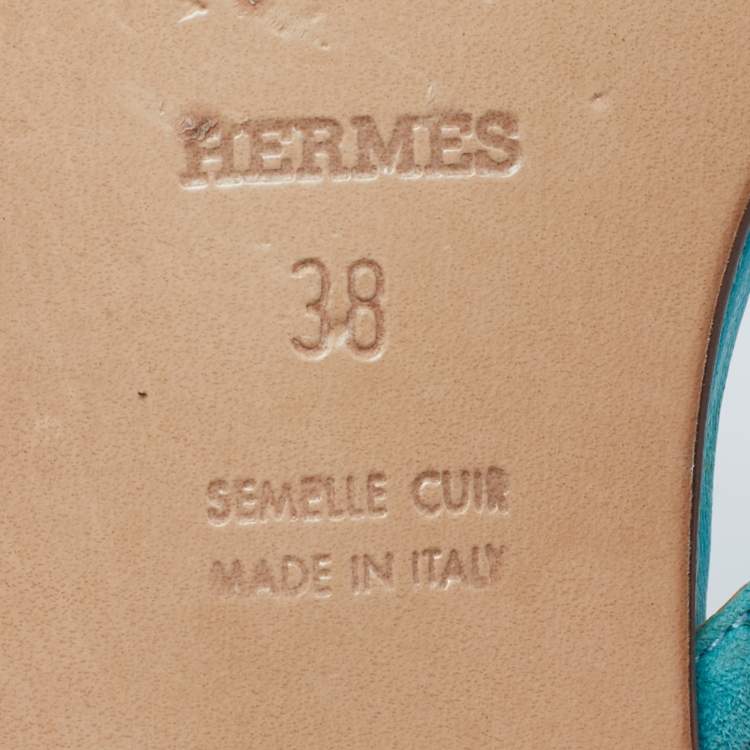 HERMES
38
SEMELLE CUIR
MADE IN ITALY